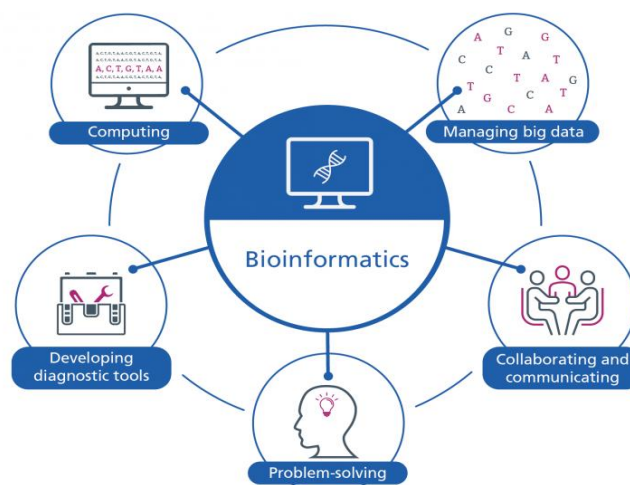 A, C, T, G, T, A, A
Computing
A G G
C T A T
C C T A G
T G T
A C A
Managing big data
Bioinformatics
Developing
diagnostic tools
Collaborating and
communicating
Problem-solving